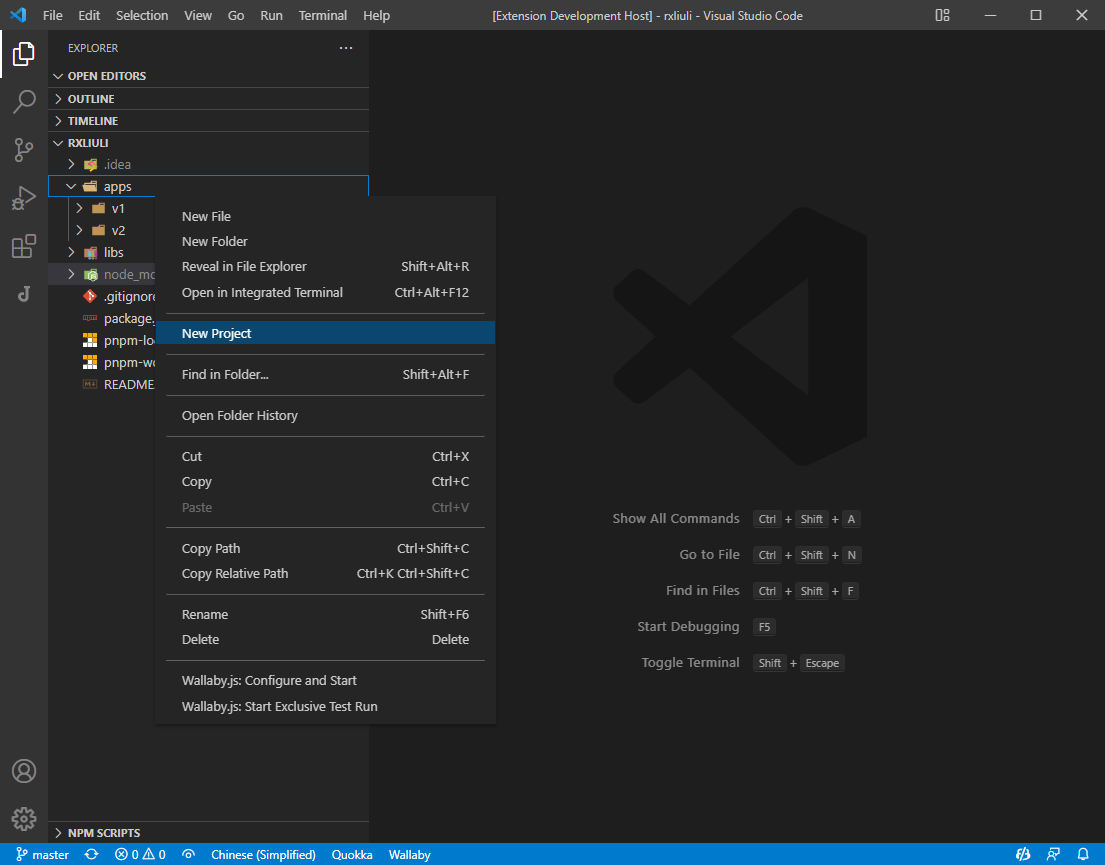 File Edit Selection View Go Run Terminal Help [Extension Development Host] - rxliuli - Visual Studio Code
EXPLORER
OPEN EDITORS
OUTLINE
TIMELINE
RXLIULI
.idea
apps
v1
v2
libs
node_mo
.gitignore
package.
pnpm-lo
pnpm-wo
README
New File
New Folder
Reveal in File Explorer Shift+Alt+R
Open in Integrated Terminal Ctrl+Alt+F12
New Project
Find in Folder... Shift+Alt+F
Open Folder History
Cut Ctrl+X
Copy Ctrl+C
Paste Ctrl+V
Copy Path Ctrl+Shift+C
Copy Relative Path Ctrl+K Ctrl+Shift+C
Rename Shift+F6
Delete Delete
Wallaby.js: Configure and Start
Wallaby.js: Start Exclusive Test Run
Show All Commands Ctrl + Shift + A
Go to File Ctrl + Shift + N
Find in Files Ctrl + Shift + F
Start Debugging F5
Toggle Terminal Shift + Escape
NPM SCRIPTS
master 0 0 Chinese (Simplified) Quokka Wallaby